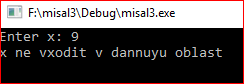 F:\misal3\Debug\misal3.exe
Enter x: 9
x ne vxodit v dannuyu oblast